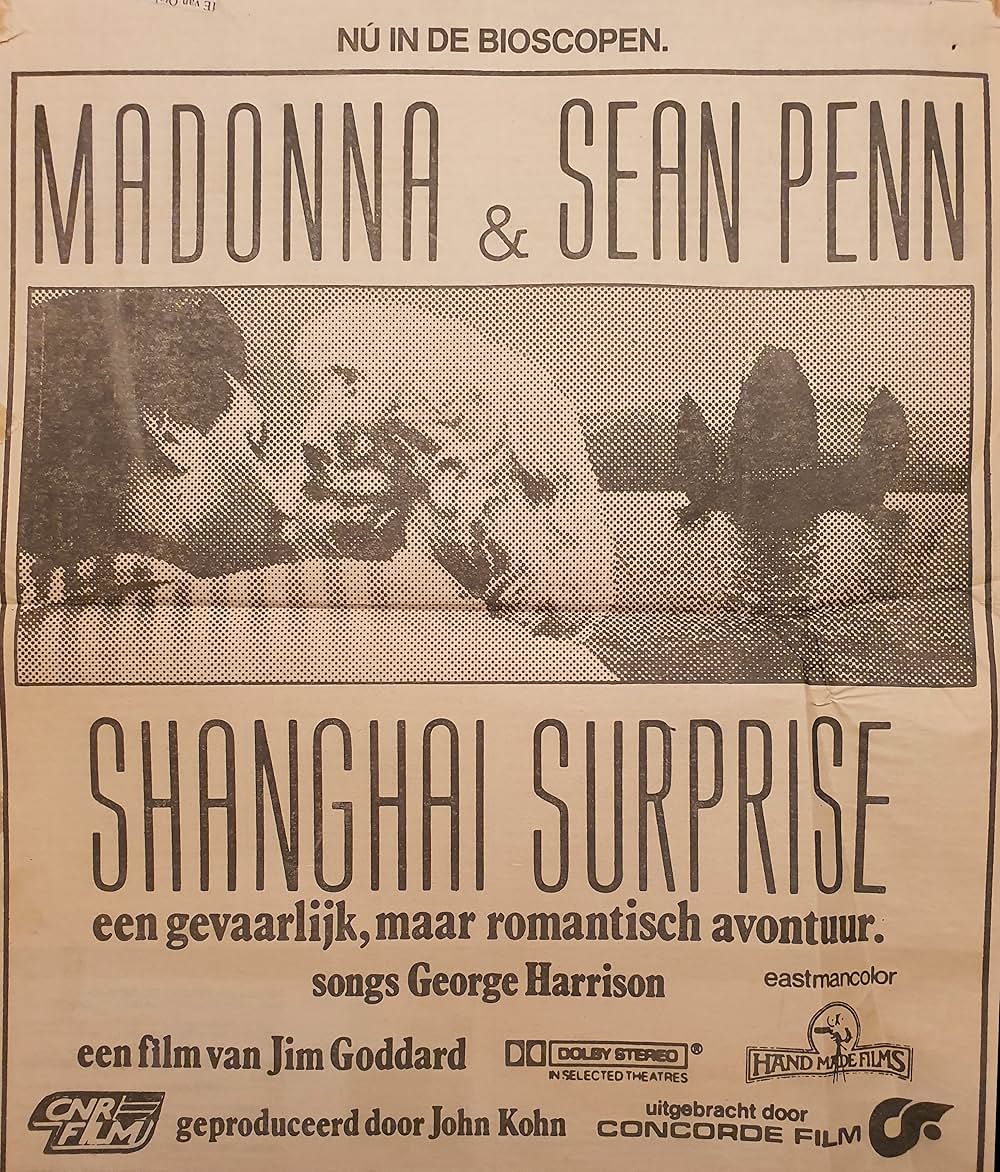 NÚ IN DE BIOSCOPEN.
MADONNA & SEAN PENN
SHANGHAI SURPRISE
een gevaarlijk, maar romantisch avontuur.
songs George Harrison
eastmancolor
een film van Jim Goddard
DOLBY STEREO ®
IN SELECTED THEATRES
HAND MADE FILMS
CNR FILM
geproduceerd door John Kohn
uitgebracht door
CONCORDE FILM